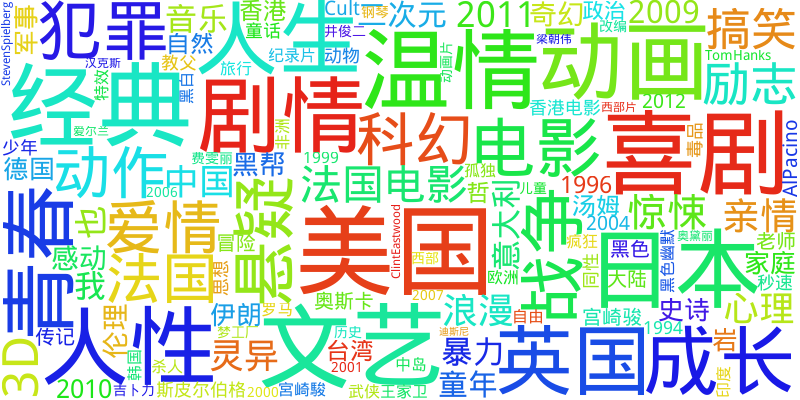 StevenSpielberg
军事
犯罪
音乐
香港
童话
人生
Cult
钢琴
二次元
井俊二
2011
奇幻
政治
改编
2009
搞笑
自然
汉克斯
教父
特效
黑白
旅行
纪录片
动物
动画片
梁朝伟
温情
动画
TomHanks
励志
经典
剧情
科幻
电影
香港电影
西部片
2012
毒品
喜剧
AlPacino
爱尔兰
非洲
少年
费雯丽
1999
孤独
德国
动作
中国
黑帮
法国电影
哲
儿童
1996
2006
青春
也
爱情
悬疑
美国
ClintEastwood
意大利
战争
汤姆
2004
惊悚
亲情
感动
我
法国
冒险
思想
西部
欧洲
疯狂
同性
黑色
大陆
日本
奥黛丽
黑色幽默
老师
家庭
秒速
奥斯卡
2007
罗马
传记
伦理
伊朗
浪漫
宫崎骏
史诗
心理
3D
人性
梦工厂
历史
迪斯尼
自由
1994
岩
灵异
台湾
2001
文艺
中岛
暴力
英国
成长
印度
2010
韩国
杀人
吉卜力
斯皮尔伯格
2000
宮崎駿
武侠
王家卫
童年